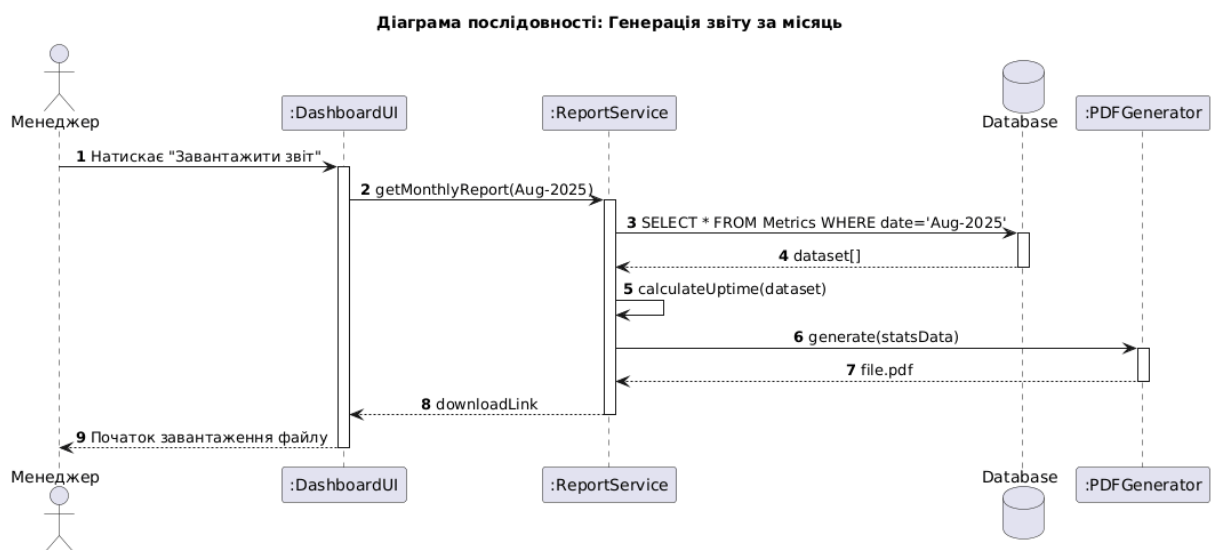 Діаграма послідовності: Генерація звіту за місяць
Менеджер
:DashboardUI
:ReportService
Database
:PDFGenerator
1 Натискає "Завантажити звіт"
2 getMonthlyReport(Aug-2025)
3 SELECT * FROM Metrics WHERE date='Aug-2025'
4 dataset[]
5 calculateUptime(dataset)
6 generate(statsData)
7 file.pdf
8 downloadLink
9 Початок завантаження файлу
Менеджер
:DashboardUI
:ReportService
Database
:PDFGenerator